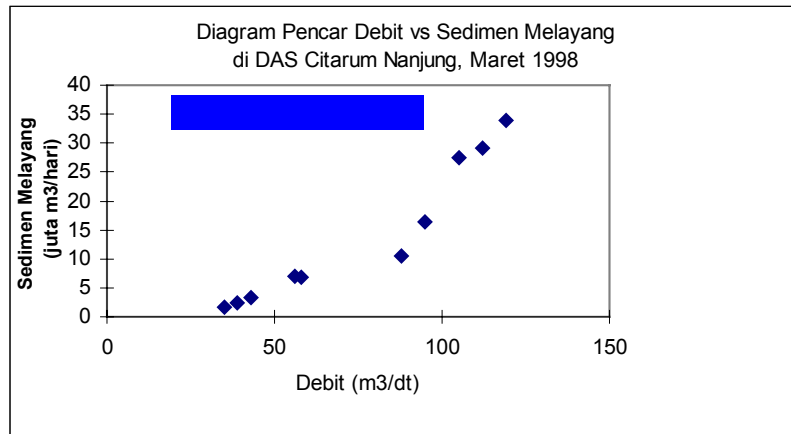 Diagram Pencar Debit vs Sedimen Melayang
di DAS Citarum Nanjung, Maret 1998
Sedimen Melayang
(juta m3/hari)
40
35
30
25
20
15
10
5
0
0 50 100 150
Debit (m3/dt)